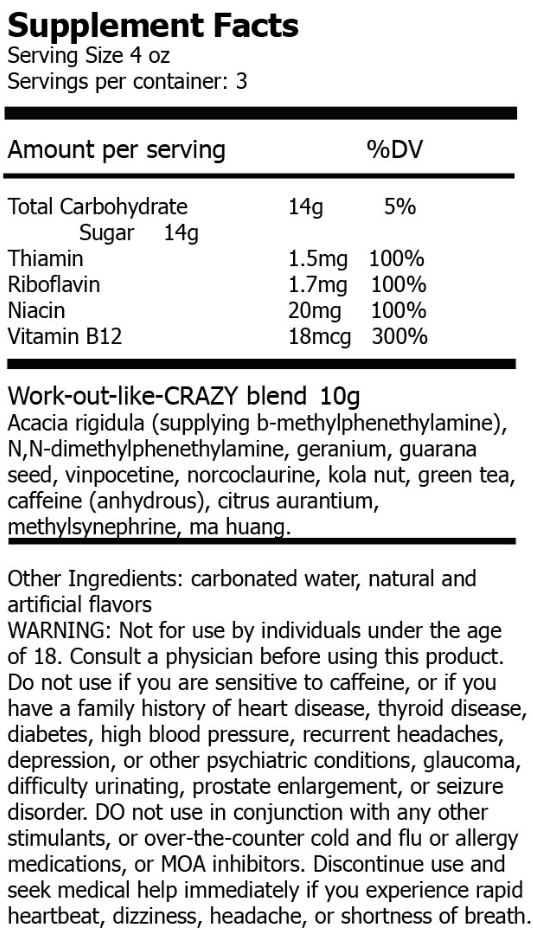 Supplement Facts
Serving Size 4 oz
Servings per container: 3
Amount per serving %DV
Total Carbohydrate 14g 5%
Sugar 14g
Thiamin 1.5mg 100%
Riboflavin 1.7mg 100%
Niacin 20mg 100%
Vitamin B12 18mcg 300%
Work-out-like-CRAZY blend 10g
Acacia rigidula (supplying b-methylphenethylamine),
N,N-dimethylphenethylamine, geranium, guarana
seed, vinpocetine, norcoclaurine, kola nut, green tea,
caffeine (anhydrous), citrus aurantium,
methylsynephrine, ma huang.
Other Ingredients: carbonated water, natural and
artificial flavors
WARNING: Not for use by individuals under the age
of 18. Consult a physician before using this product.
Do not use if you are sensitive to caffeine, or if you
have a family history of heart disease, thyroid disease,
diabetes, high blood pressure, recurrent headaches,
depression, or other psychiatric conditions, glaucoma,
difficulty urinating, prostate enlargement, or seizure
disorder. DO not use in conjunction with any other
stimulants, or over-the-counter cold and flu or allergy
medications, or MOA inhibitors. Discontinue use and
seek medical help immediately if you experience rapid
heartbeat, dizziness, headache, or shortness of breath.